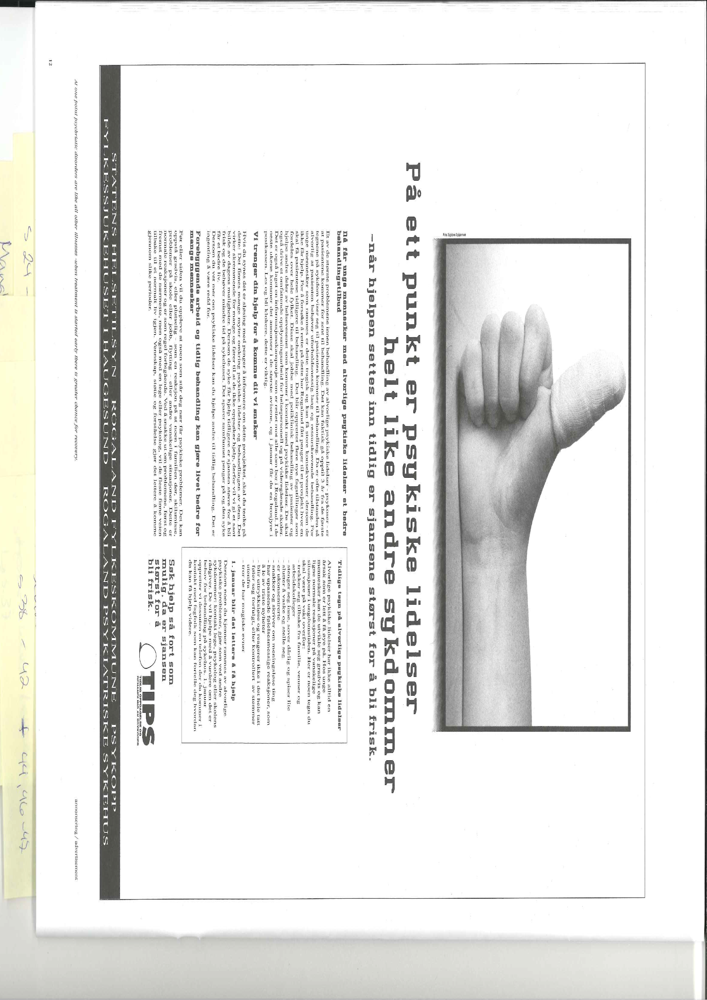 Foto: Sigbjørn Sigbjørnsen
På ett punkt er psykiske lidelser
helt like andre sykdommer
–når hjelpen settes inn tidlig er sjansene størst for å bli frisk.
Nå får unge mennesker med alvorlige psykiske lidelser et bedre
behandlingstilbud
Et av de største problemene innen behandling av alvorlige psykiske lidelser – psykoser – er
at pasientene kommer for sent til behandling. Det kan faktisk gå opptil 3 år fra de første
tegnene på sykdom viser seg til pasienten kommer til behandling. Da er ofte tilstanden så
alvorlig at pasienten behøver uforholdsmessig lang og ressurskrevende behandling. For
unge mennesker som rammes er dette tragisk og kan få store konsekvenser dersom de
ikke får hjelp. For å forsøke å rette på dette har Rogaland fått penger til et prosjekt hvor en
skal få pasientene tidligere til behandling. Det blir opprettet flere nye fagstillinger som
fordeles over hele fylket. Disse skal jobbe med poliklinisk behandling av pasienter og
hjelpe andre deler av helsevesenet som kommer i kontakt med psykiske lidelser. De skal
også drive et omfattende opplysningsarbeid for helsepersonell og på videregående skoler.
Det er også laget en informasjonskampanje som er rettet mot alle som bor i Rogaland. I de
neste ukene kommer det annonser i de største avisene, og i januar får du en brosjyre i
postkassen. Les og bli klokere, dette er viktig.
Vi trenger din hjelp for å komme dit vi ønsker
Hvis du synes det er sløsing med penger å informere om dette prosjektet, skal du tenke på
dette: Det finnes mange myter omkring psykiske lidelser og behandlingen av dem. Det
virker skremmende for mange og fører til at de ikke oppsøker hjelp, derfor vil vi gi et sant
bilde av dagens muligheter. Dersom de syke får hjelp tidligere er sjansen større for å bli
frisk og de behøver mindre tid på sykehuset. Det sparer samfunnet penger på og den syke
får et bedre liv.
Dersom du vet mer om psykiske lidelser kan du hjelpe andre til tidlig behandling. Det er
ingenting å være redd for.
Forebyggende arbeid og tidlig behandling kan gjøre livet bedre for
mange mennesker
Før eller siden vil du oppleve at noen som står deg nær får psykiske problemer. Det kan
oppstå gradvis, eller plutselig – som en reaksjon på at noen i familien dør, skilsmisse,
problemer på skole eller jobb, flytting – eller andre vanskelige situasjoner. Dette er
normale reaksjoner og er som regel forbigående. Ved å snakke ut om problemene, først og
fremst med de nærmeste, men også med en lege eller psykolog, vil de fleste finne veien
tilbake til et normalt liv igjen. Vennskap, støtte og forståelse gjør det lettere å komme
gjennom slike perioder.
Tidlige tegn på alvorlige psykiske lidelser
Alvorlige psykiske lidelser har ikke alltid en
årsak som er lett å få øye på. Hos unge
mennesker kan de utvikle seg gradvis og kan
ligne normale reaksjoner på vanskelige
situasjoner i ungdomstiden. Her er noen tegn du
skal være på vakt overfor:
- trekker seg tilbake fra familie, venner og
arbeidskolleger
- stenger seg inne, sover dårlig og spiser lite
- slutter å vaske og stelle seg
- er ukonsentrerte
- snakker og skriver om meningsløse ting
- har upassende følelsesmessige reaksjoner, som
å le av triste nyheter
- blir uttrykksløse og reagerer ikke i det hele tatt
- føler seg forfulgt, eller kontrollert av stemmer
utenfra
- tror de har magiske evner
1. januar blir det lettere å få hjelp
Dersom noen du kjenner rammes av alvorlige
psykiske problemer, gjør som ved andre
sykdommer: kontakt lege, psykolog eller skolens
rådgiver. De vil hjelpe med å vurdere om det er
behov for behandling på sykehus. 1. januar
oppretter vi dessuten en telefon der du kommer i
kontakt med fagfolk som kan fortelle deg hvordan
du kan få hjelp videre.
Søk hjelp så fort som
mulig, da er sjansen
størst for å
bli frisk.
TIPS
TIDLIG OPPDAGELSE OG
BEHANDLING AV PSYKOSER
STATENS HELSETILSYN ROGALAND FYLKESKOMMUNE PSYKOPP
FYLKESSJUKEHUSET I HAUGESUND ROGALAND PSYKIATRISKE SYKEHUS
At one point psychriatic disorders are like all other illnesses -when treatment is started early there is greater chance for recovery.
annonsering / advertisement
12
s 24 -
s 38 - 42
44, 46-47